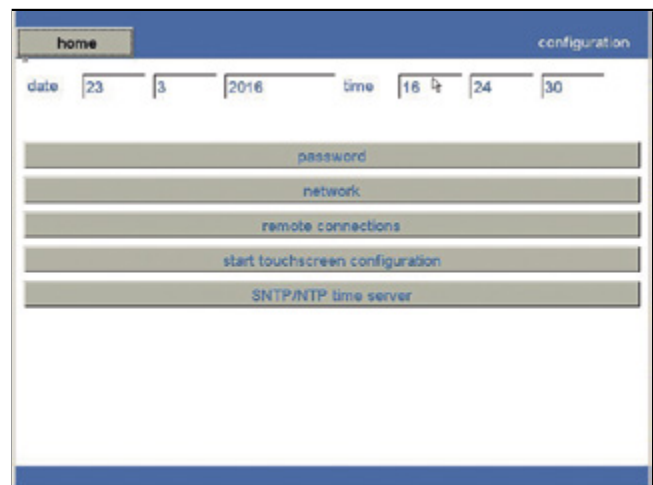 home configuration
date 23 3 2016 time 16 24 30
password
network
remote connections
start touchscreen configuration
SNTP/NTP time server